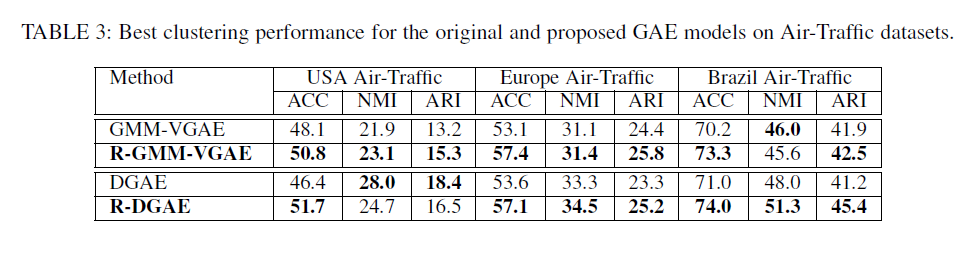 TABLE 3: Best clustering performance for the original and proposed GAE models on Air-Traffic datasets.
Method USA Air-Traffic Europe Air-Traffic Brazil Air-Traffic
ACC NMI ARI ACC NMI ARI ACC NMI ARI
GMM-VGAE 48.1 21.9 13.2 53.1 31.1 24.4 70.2 46.0 41.9
R-GMM-VGAE 50.8 23.1 15.3 57.4 31.4 25.8 73.3 45.6 42.5
DGAE 46.4 28.0 18.4 53.6 33.3 23.3 71.0 48.0 41.2
R-DGAE 51.7 24.7 16.5 57.1 34.5 25.2 74.0 51.3 45.4